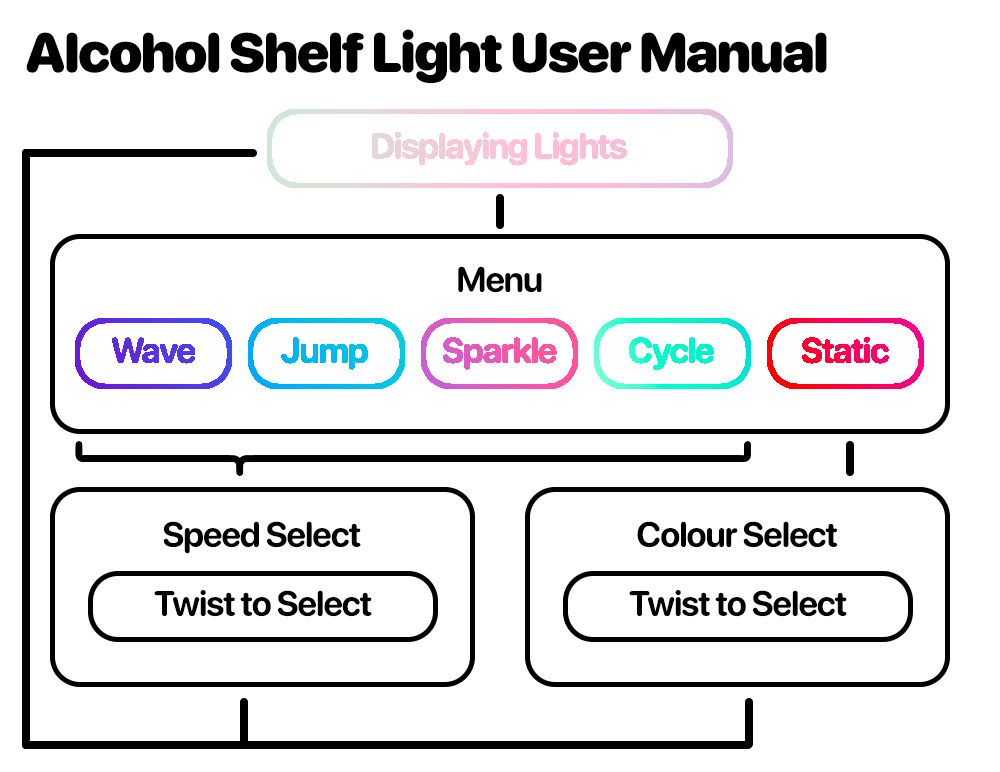 Alcohol Shelf Light User Manual
Displaying Lights
Menu
Wave Jump Sparkle Cycle Static
Speed Select Colour Select
Twist to Select Twist to Select